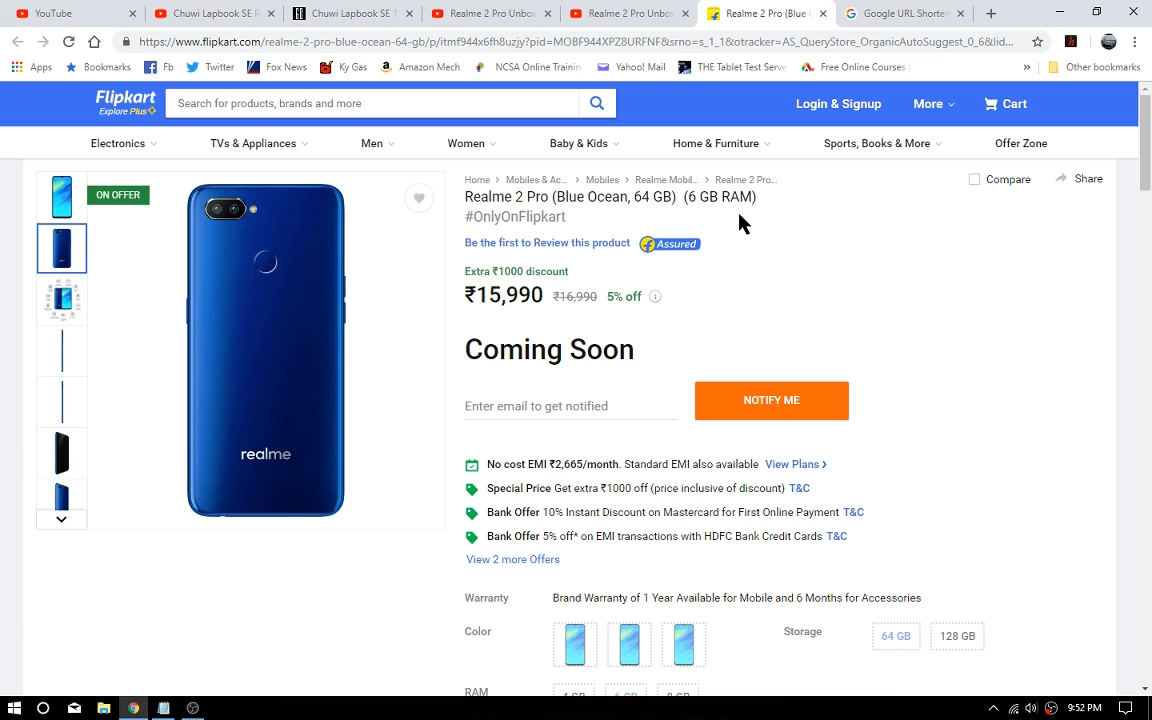 YouTube
Chuwi Lapbook SE R
Chuwi Lapbook SE 1
Realme 2 Pro Unbox
Realme 2 Pro Unbox
Realme 2 Pro (Blue O
Google URL Shorten
https://www.flipkart.com/realme-2-pro-blue-ocean-64-gb/p/itmf944x6fh8uzjy?pid=MOBF944XPZ8URFNF&srno=s_1_1&otracker=AS_QueryStore_OrganicAutoSuggest_0_6&lid...
Apps
Bookmarks
Fb
Twitter
Fox News
Ky Gas
Amazon Mech
NCSA Online Trainin
Yahoo! Mail
THE Tablet Test Serve
Free Online Courses
»
Other bookmarks
Flipkart
Explore Plus
Search for products, brands and more
Login & Signup
More
Cart
Electronics
TVs & Appliances
Men
Women
Baby & Kids
Home & Furniture
Sports, Books & More
Offer Zone
ON OFFER
Home > Mobiles & Ac... > Mobiles > Realme Mobil... > Realme 2 Pro...
Compare
Share
Realme 2 Pro (Blue Ocean, 64 GB) (6 GB RAM)
#OnlyOnFlipkart
Be the first to Review this product
Assured
Extra ₹1000 discount
₹15,990 ₹16,990 5% off
Coming Soon
Enter email to get notified
NOTIFY ME
realme
No cost EMI ₹2,665/month. Standard EMI also available View Plans >
Special Price Get extra ₹1000 off (price inclusive of discount) T&C
Bank Offer 10% Instant Discount on Mastercard for First Online Payment T&C
Bank Offer 5% off* on EMI transactions with HDFC Bank Credit Cards T&C
View 2 more Offers
Warranty
Brand Warranty of 1 Year Available for Mobile and 6 Months for Accessories
Color
Storage
64 GB
128 GB
RAM
4 GB
6 GB
8 GB
9:52 PM